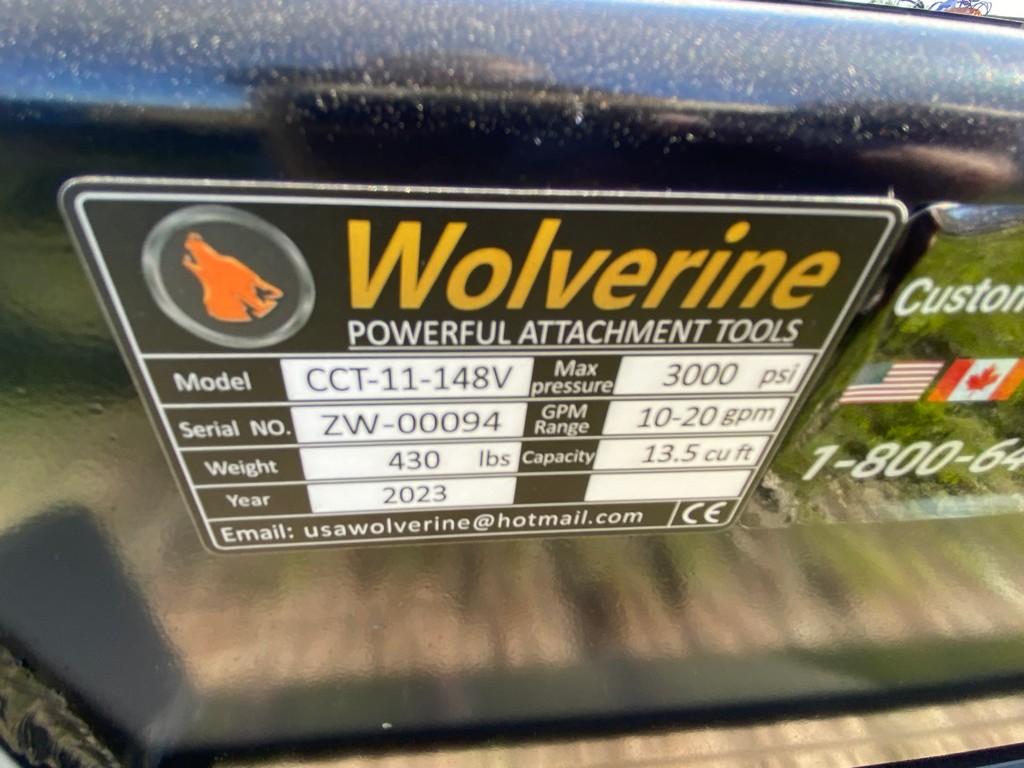 Wolverine
POWERFUL ATTACHMENT TOOLS
Model CCT-11-148V Max pressure 3000 psi
Serial NO. ZW-00094 GPM Range 10-20 gpm
Weight 430 lbs Capacity 13.5 cu ft
Year 2023
Email: usawolverine@hotmail.com CE
Custom
1-800-64